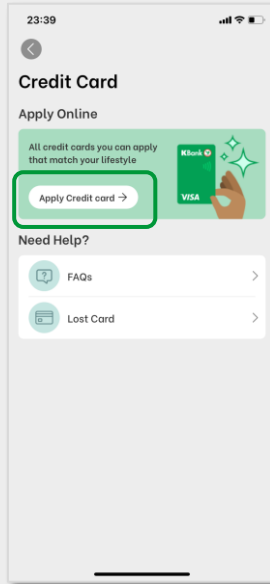 23:39
Credit Card
Apply Online
All credit cards you can apply
that match your lifestyle
KBank
VISA
Apply Credit card →
Need Help?
FAQs
Lost Card